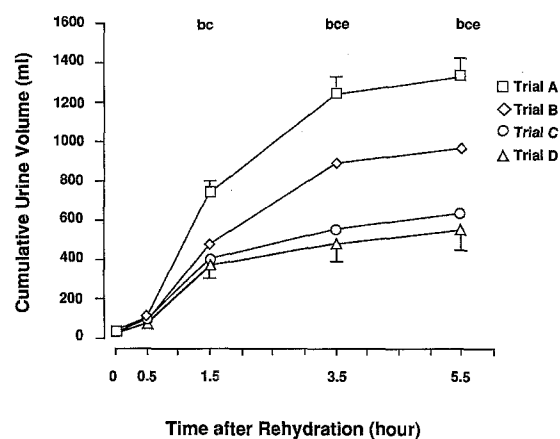 bc bce bce
1600
1400
1200
1000
800
600
400
200
0
Cumulative Urine Volume (ml)
Trial A
Trial B
Trial C
Trial D
0 0.5 1.5 3.5 5.5
Time after Rehydration (hour)